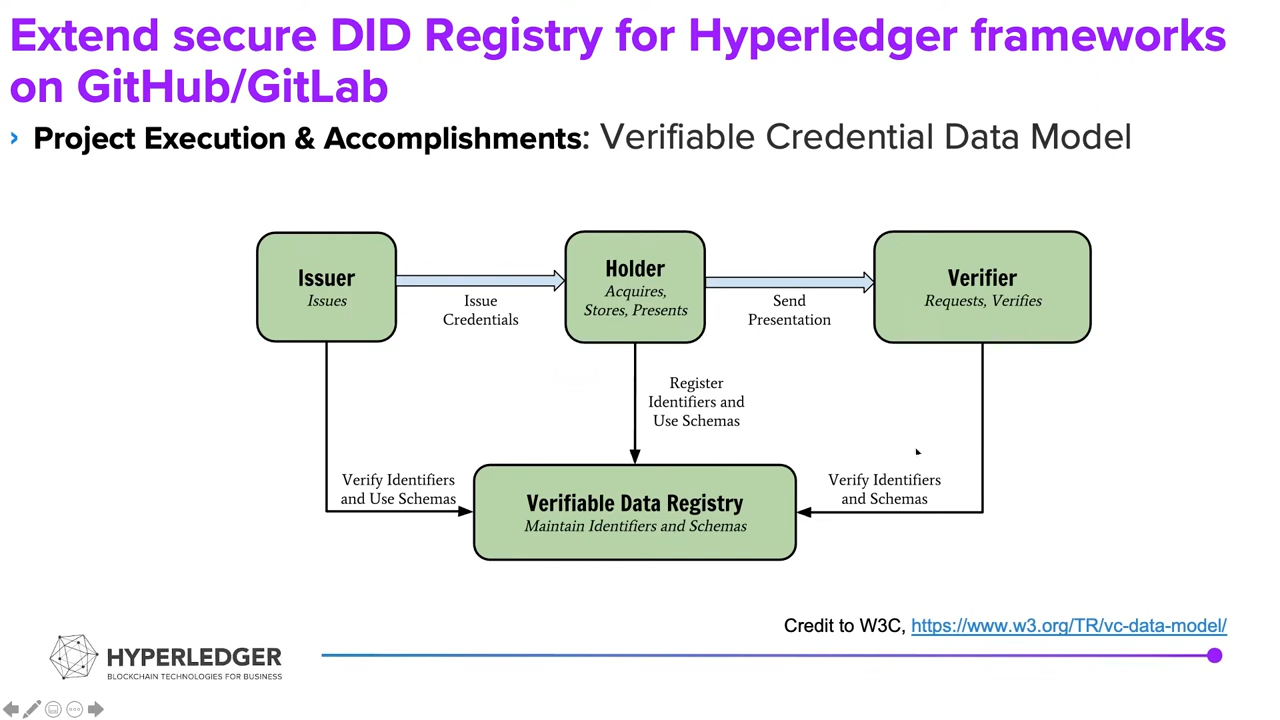 Extend secure DID Registry for Hyperledger frameworks
on GitHub/GitLab
› Project Execution & Accomplishments: Verifiable Credential Data Model
Issuer
Issues
Issue
Credentials
Holder
Acquires,
Stores, Presents
Send
Presentation
Verifier
Requests, Verifies
Register
Identifiers and
Use Schemas
Verify Identifiers
and Use Schemas
Verify Identifiers
and Schemas
Verifiable Data Registry
Maintain Identifiers and Schemas
Credit to W3C, https://www.w3.org/TR/vc-data-model/
HYPERLEDGER
BLOCKCHAIN TECHNOLOGIES FOR BUSINESS